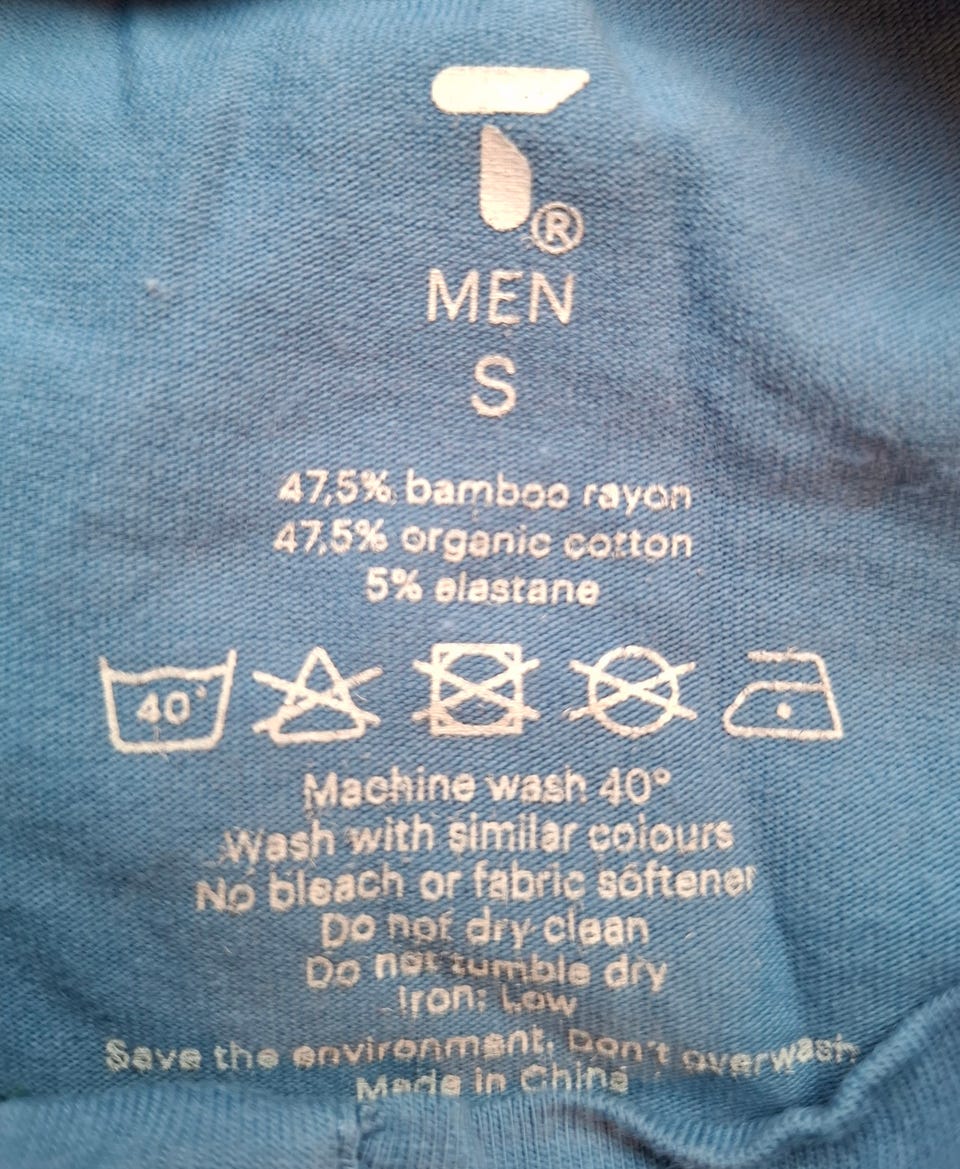 T®
MEN
S
47,5% bamboo rayon
47,5% organic cotton
5% elastane
40°
Machine wash 40°
Wash with similar colours
No bleach or fabric softener
Do not dry clean
Do not tumble dry
Iron: Low
Save the environment. Don't overwash
Made in China